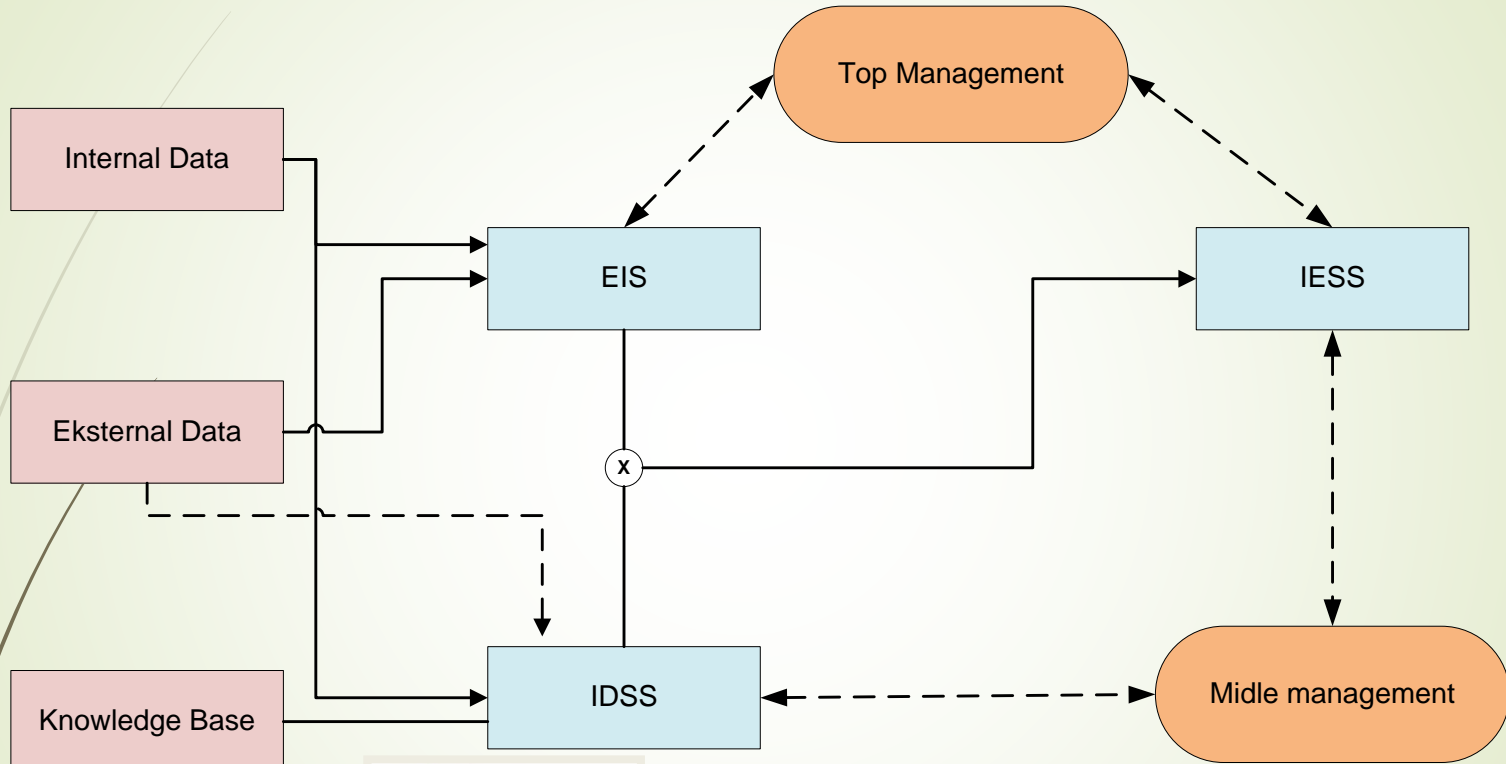 Top Management
Internal Data
EIS
IESS
Eksternal Data
X
IDSS
Midle management
Knowledge Base